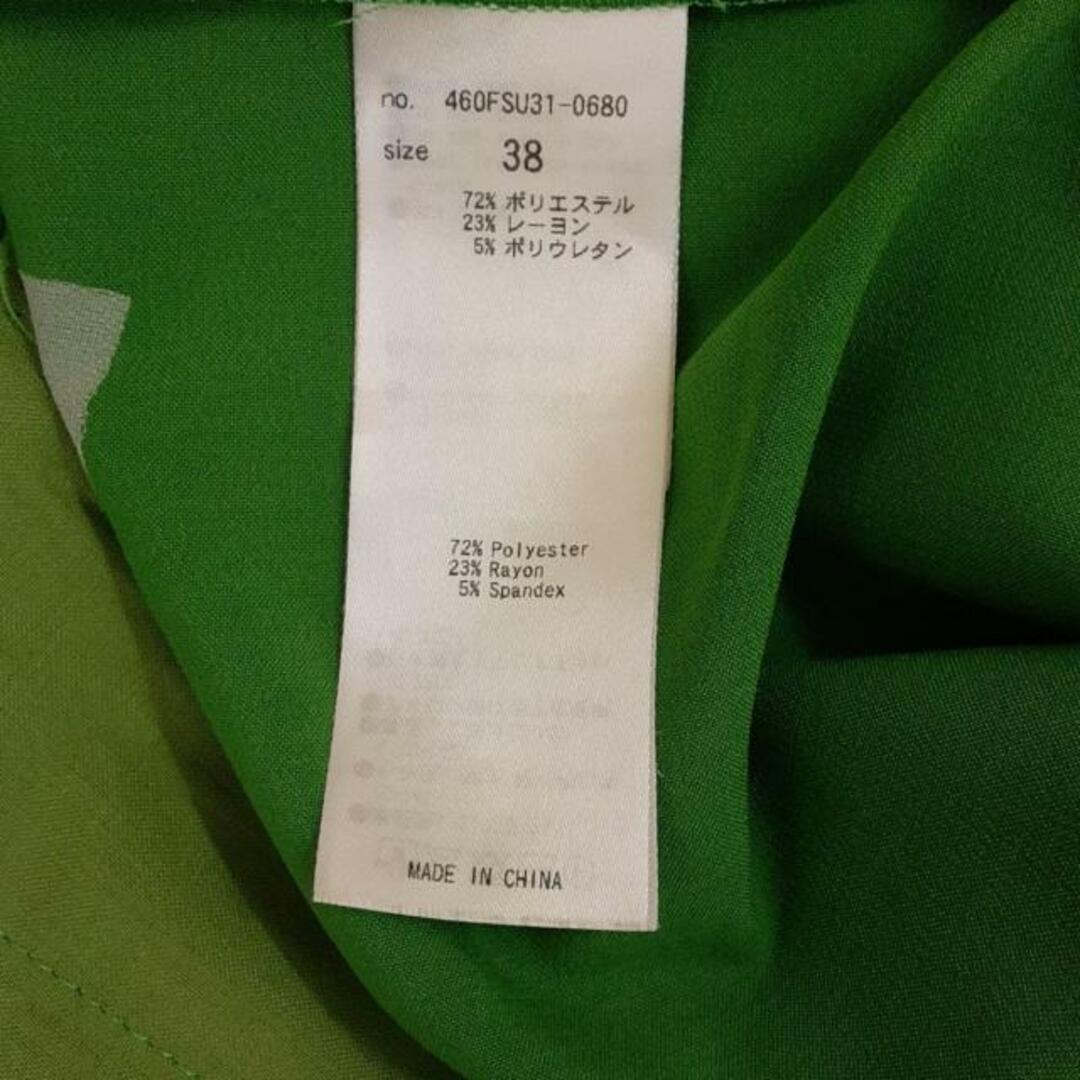 no. 460FSU31-0680
size 38
72% ポリエステル
23% レーヨン
5% ポリウレタン
72% Polyester
23% Rayon
5% Spandex
MADE IN CHINA